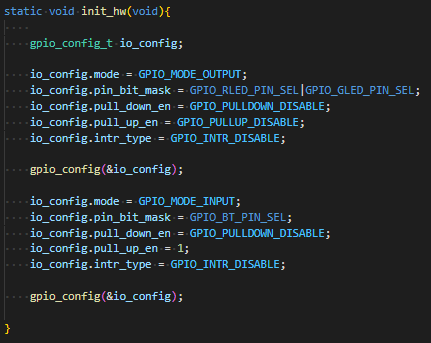 static void init_hw(void){
gpio_config_t io_config;
io_config.mode = GPIO_MODE_OUTPUT;
io_config.pin_bit_mask = GPIO_RLED_PIN_SEL|GPIO_GLED_PIN_SEL;
io_config.pull_down_en = GPIO_PULLDOWN_DISABLE;
io_config.pull_up_en = GPIO_PULLUP_DISABLE;
io_config.intr_type = GPIO_INTR_DISABLE;
gpio_config(&io_config);
io_config.mode = GPIO_MODE_INPUT;
io_config.pin_bit_mask = GPIO_BT_PIN_SEL;
io_config.pull_down_en = GPIO_PULLDOWN_DISABLE;
io_config.pull_up_en = 1;
io_config.intr_type = GPIO_INTR_DISABLE;
gpio_config(&io_config);
}